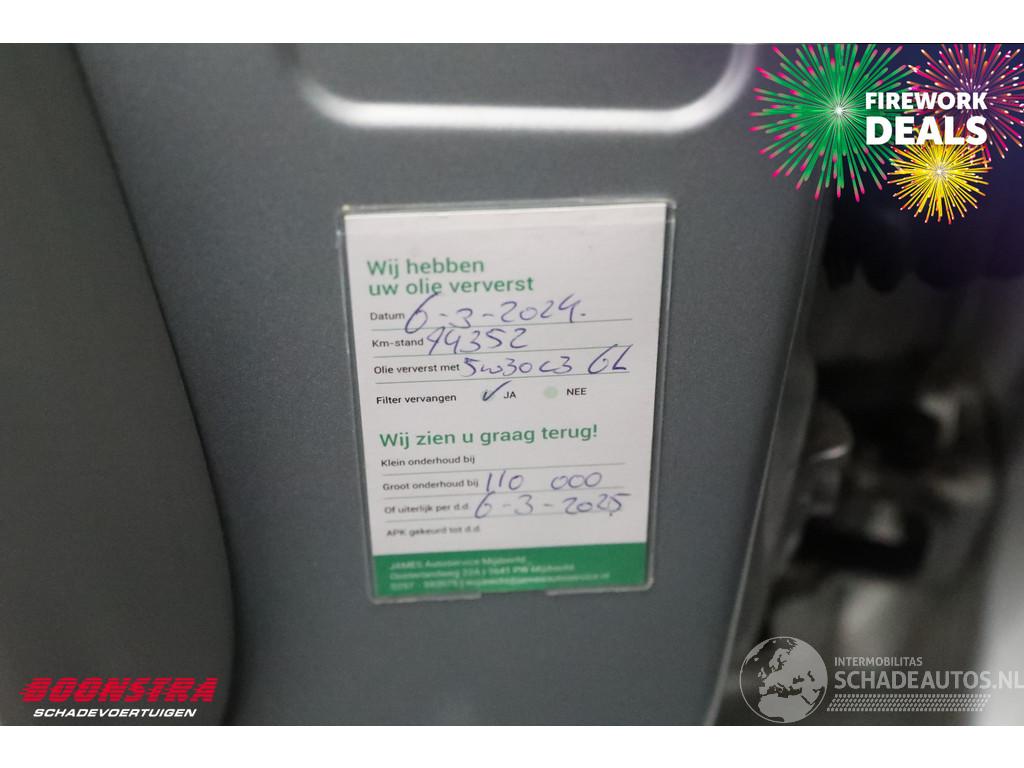 FIREWORK
DEALS
Wij hebben
uw olie ververst
Datum 6-3-2024.
Km-stand 94352
Olie ververst met 5w30 c3 6L
Filter vervangen ✓ JA NEE
Wij zien u graag terug!
Klein onderhoud bij
Groot onderhoud bij 110 000
Of uiterlijk per d.d. 6-3-2025
APK gekeurd tot d.d.
JAMES Autoservice Mijdrecht
BOONSTRA
SCHADEVOERTUIGEN
INTERMOBILITAS
SCHADEAUTOS.NL